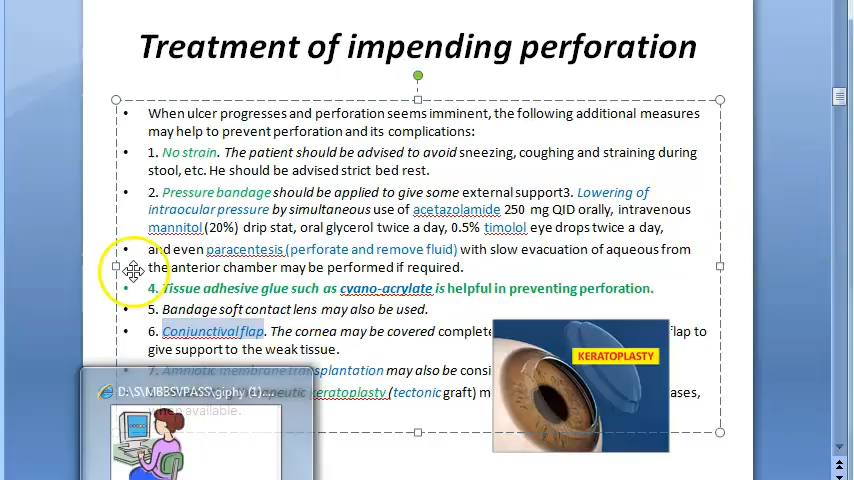 Treatment of impending perforation
• When ulcer progresses and perforation seems imminent, the following additional measures
may help to prevent perforation and its complications:
• 1. No strain. The patient should be advised to avoid sneezing, coughing and straining during
stool, etc. He should be advised strict bed rest.
• 2. Pressure bandage should be applied to give some external support3. Lowering of
intraocular pressure by simultaneous use of acetazolamide 250 mg QID orally, intravenous
mannitol (20%) drip stat, oral glycerol twice a day, 0.5% timolol eye drops twice a day,
• and even paracentesis (perforate and remove fluid) with slow evacuation of aqueous from
the anterior chamber may be performed if required.
• 4. Tissue adhesive glue such as cyano-acrylate is helpful in preventing perforation.
• 5. Bandage soft contact lens may also be used.
• 6. Conjunctival flap. The cornea may be covered flap to
give support to the weak tissue.
KERATOPLASTY
• 7. Amniotic membrane transplantation may also be
D:\S\MBBSVPASS\giphy (1)....
keratoplasty (tectonic graft) ases,
when available.